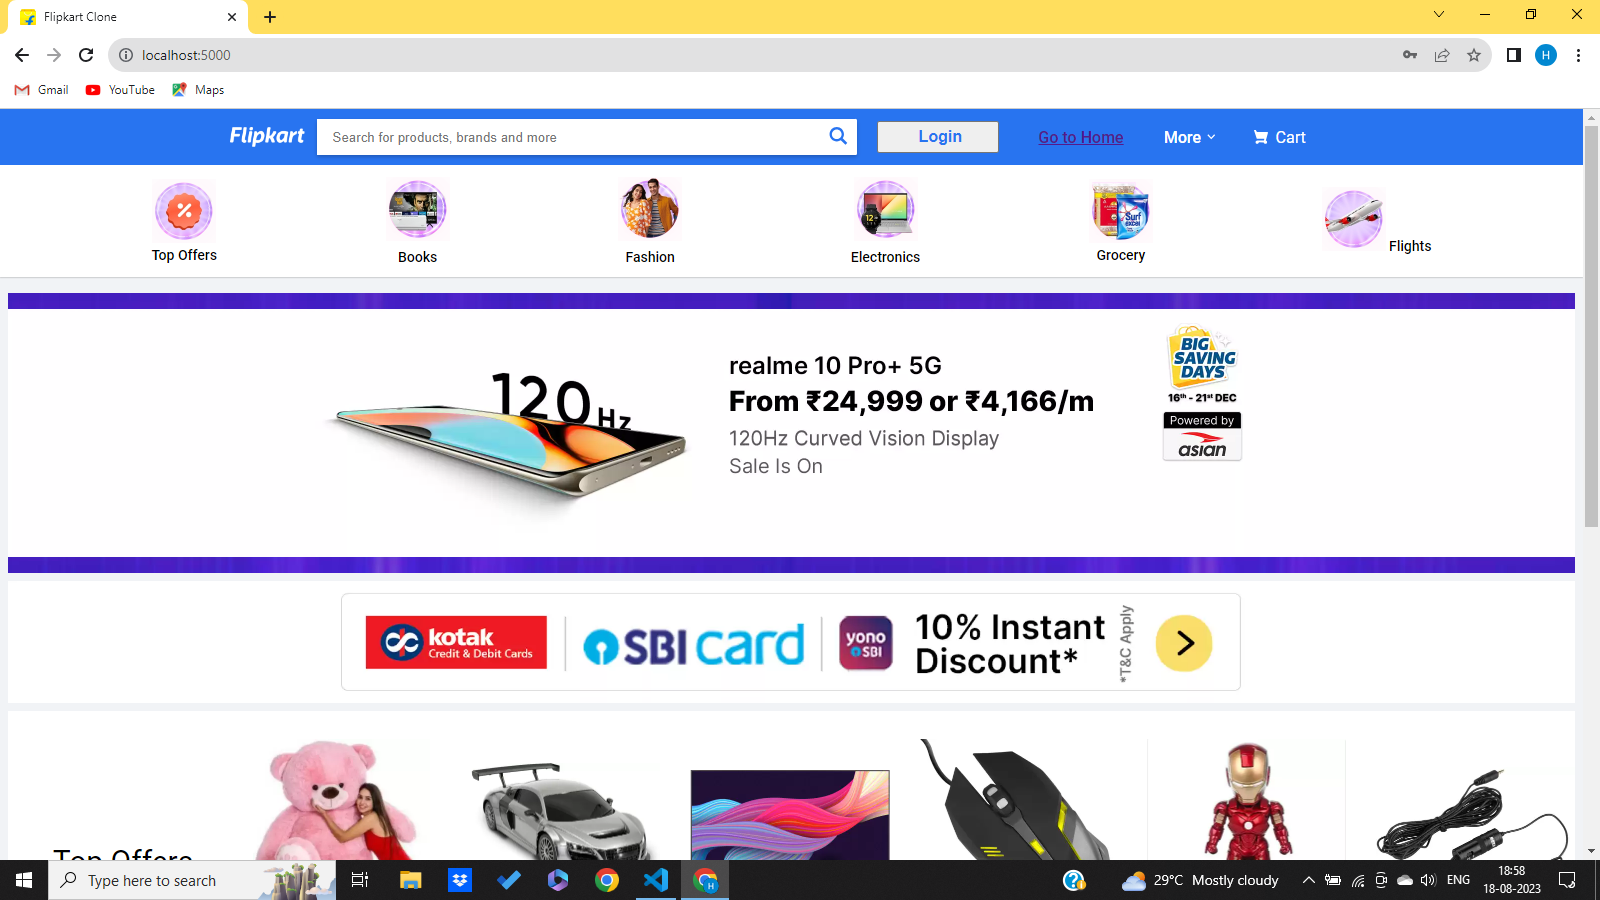 Flipkart Clone
localhost:5000
H
Gmail
YouTube
Maps
Flipkart
Search for products, brands and more
Login
Go to Home
More
Cart
Top Offers
Books
Fashion
Electronics
Surf excel
Grocery
Flights
120Hz
realme 10 Pro+ 5G
From ₹24,999 or ₹4,166/m
120Hz Curved Vision Display
Sale Is On
BIG
SAVING
DAYS
16th - 21st DEC
Powered by
asian
kotak
Credit & Debit Cards
SBI card
yono
SBI
10% Instant
Discount*
*T&C Apply
Top Offers
Type here to search
29°C Mostly cloudy
ENG
18:58
18-08-2023